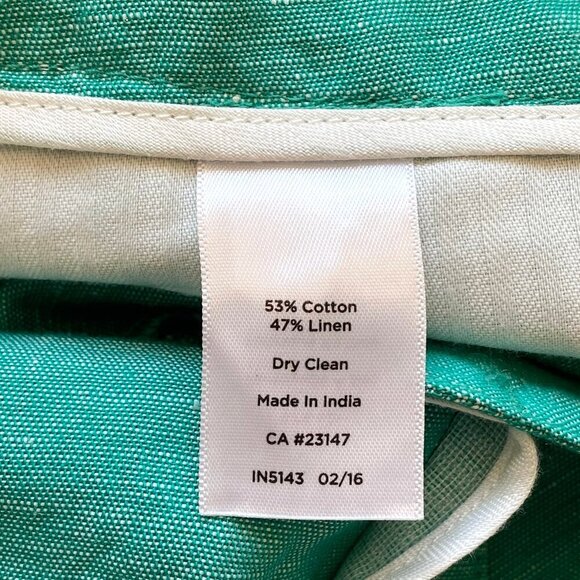 53% Cotton
47% Linen
Dry Clean
Made In India
CA #23147
IN5143 02/16